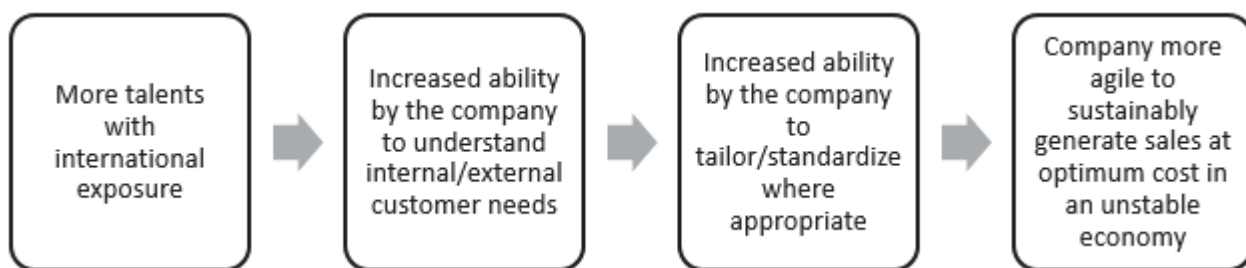 More talents
with
international
exposure
Increased ability
by the company
to understand
internal/external
customer needs
Increased ability
by the company
to
tailor/standardize
where
appropriate
Company more
agile to
sustainably
generate sales at
optimum cost in
an unstable
economy